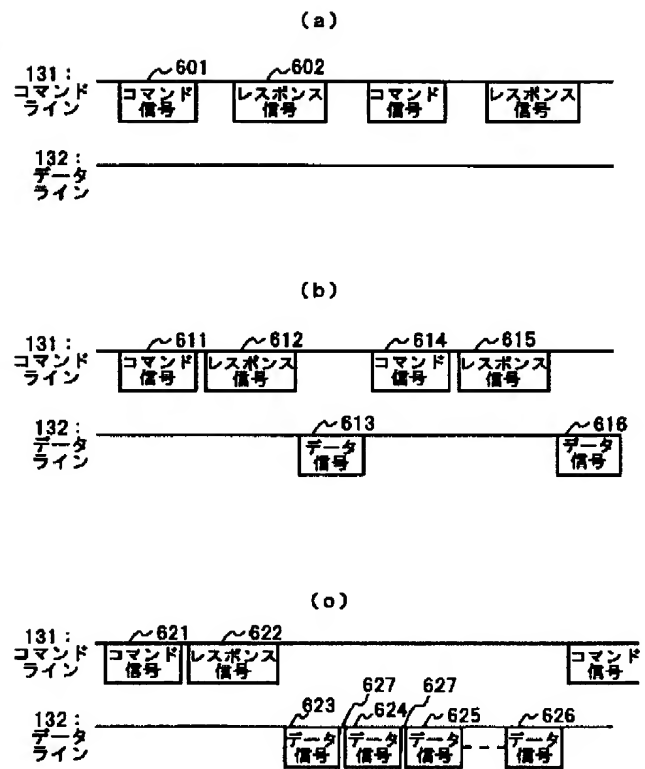 (a)
601
602
131:
コマンド
ライン
コマンド
信号
レスポンス
信号
コマンド
信号
レスポンス
信号
132:
データ
ライン
(b)
611
612
614
615
131:
コマンド
ライン
コマンド
信号
レスポンス
信号
コマンド
信号
レスポンス
信号
613
616
132:
データ
ライン
データ
信号
データ
信号
(c)
621
622
131:
コマンド
ライン
コマンド
信号
レスポンス
信号
コマンド
信号
627
627
623
624
625
626
132:
データ
ライン
データ
信号
データ
信号
データ
信号
データ
信号